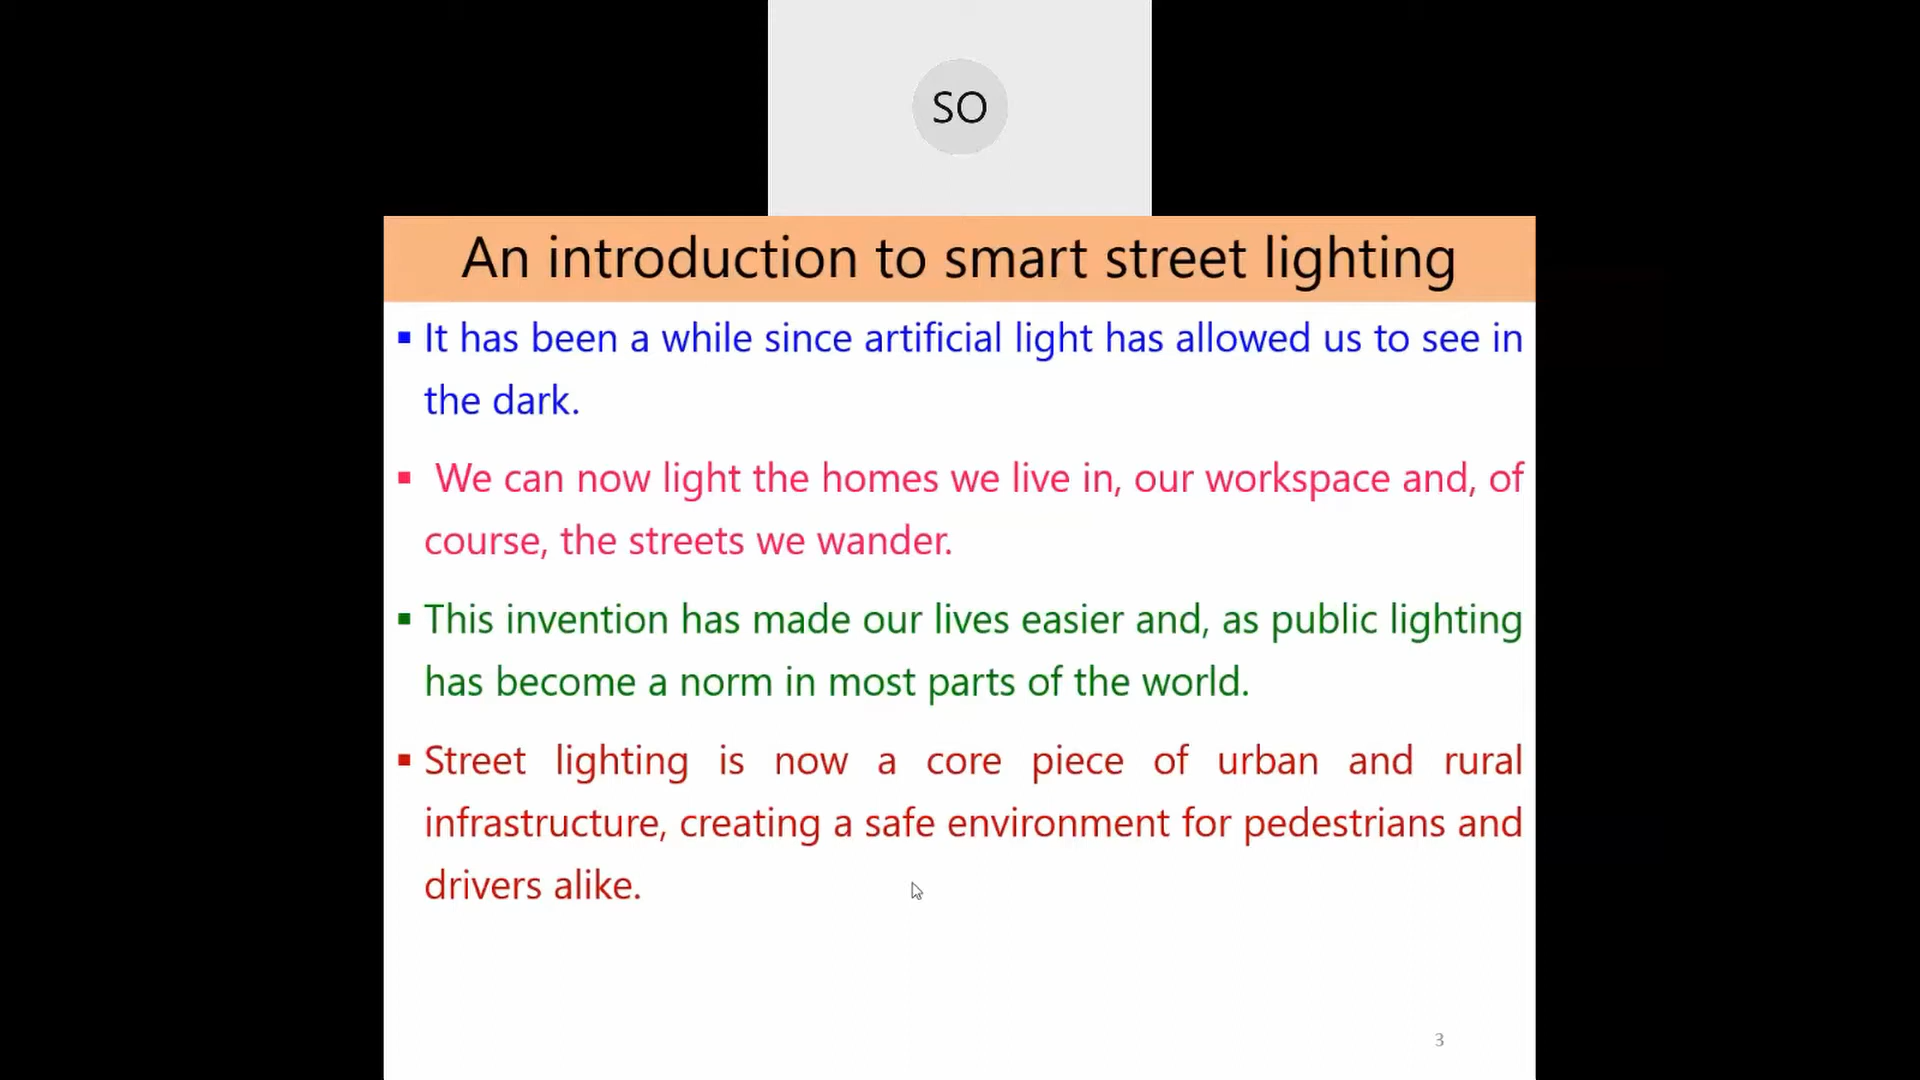 SO
An introduction to smart street lighting
▪ It has been a while since artificial light has allowed us to see in
the dark.
▪ We can now light the homes we live in, our workspace and, of
course, the streets we wander.
▪ This invention has made our lives easier and, as public lighting
has become a norm in most parts of the world.
▪ Street lighting is now a core piece of urban and rural
infrastructure, creating a safe environment for pedestrians and
drivers alike.
3